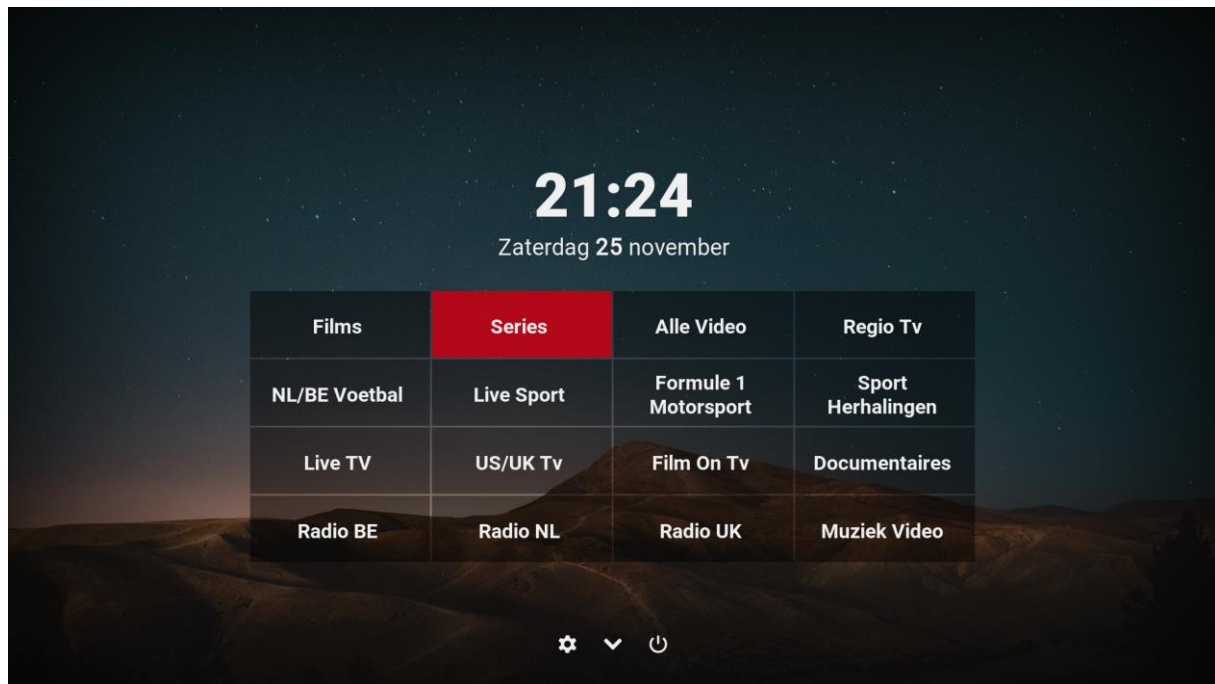 21:24
Zaterdag 25 november
Films
Series
Alle Video
Regio Tv
NL/BE Voetbal
Live Sport
Formule 1
Motorsport
Sport
Herhalingen
Live TV
US/UK Tv
Film On Tv
Documentaires
Radio BE
Radio NL
Radio UK
Muziek Video